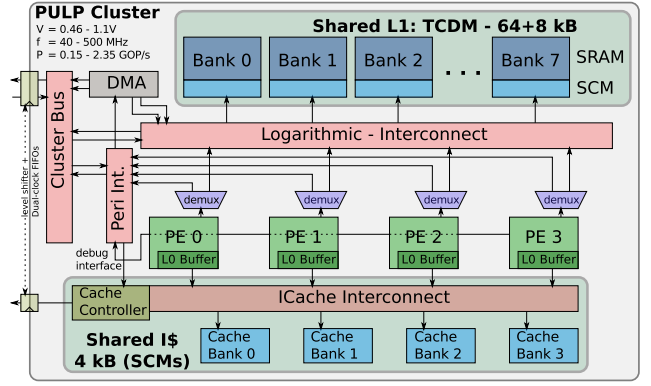 PULP Cluster
V = 0.46 - 1.1V
f = 40 - 500 MHz
P = 0.15 - 2.35 GOP/s
Shared L1: TCDM - 64+8 kB
Bank 0
Bank 1
Bank 2
. . .
Bank 7
SRAM
SCM
DMA
Cluster Bus
Logarithmic - Interconnect
level shifter +
Dual-clock FIFOs
Peri Int.
demux
demux
demux
demux
PE 0
PE 1
PE 2
PE 3
L0 Buffer
L0 Buffer
L0 Buffer
L0 Buffer
debug
interface
Cache
Controller
ICache Interconnect
Shared I$
4 kB (SCMs)
Cache
Bank 0
Cache
Bank 1
Cache
Bank 2
Cache
Bank 3